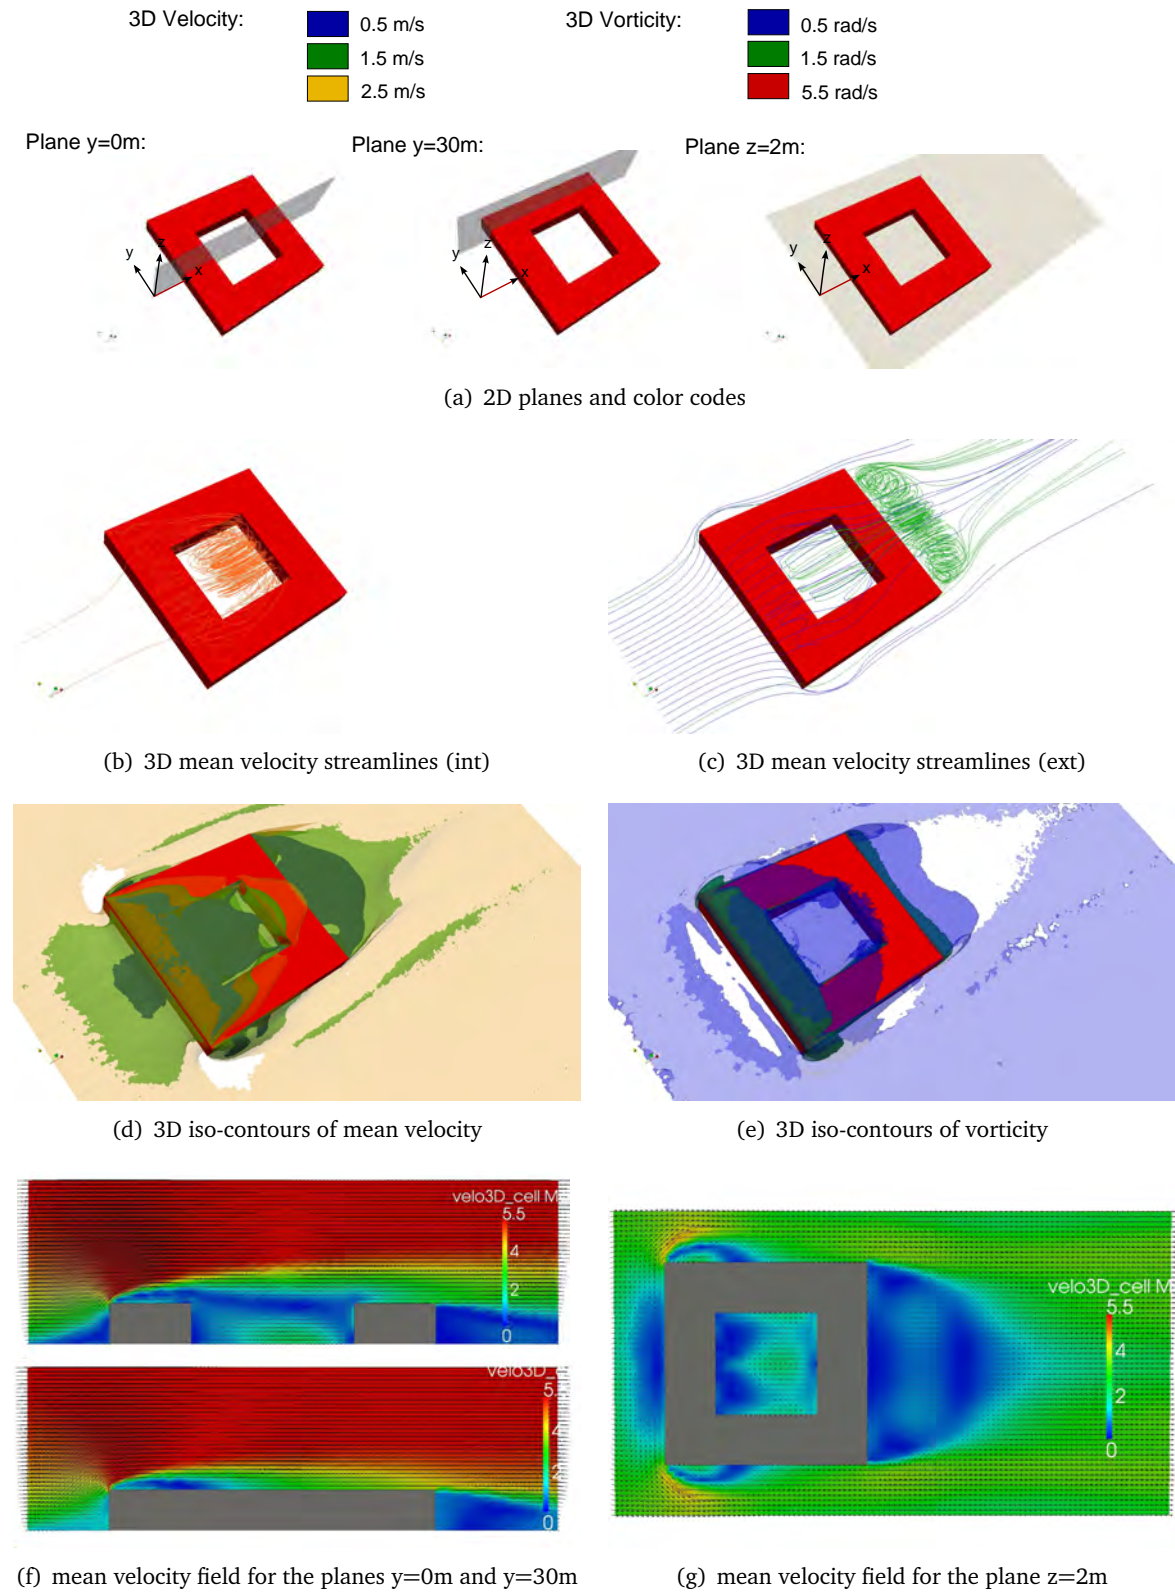 3D Velocity:
0.5 m/s
1.5 m/s
2.5 m/s
3D Vorticity:
0.5 rad/s
1.5 rad/s
5.5 rad/s
Plane y=0m:
Plane y=30m:
Plane z=2m:
y
z
x
y
z
x
y
z
x
(a) 2D planes and color codes
(b) 3D mean velocity streamlines (int)
(c) 3D mean velocity streamlines (ext)
(d) 3D iso-contours of mean velocity
(e) 3D iso-contours of vorticity
velo3D_cell M
5.5
4
2
0
velo3D_c
5.
4
2
0
velo3D_cell M
5.5
4
2
0
(f) mean velocity field for the planes y=0m and y=30m
(g) mean velocity field for the plane z=2m